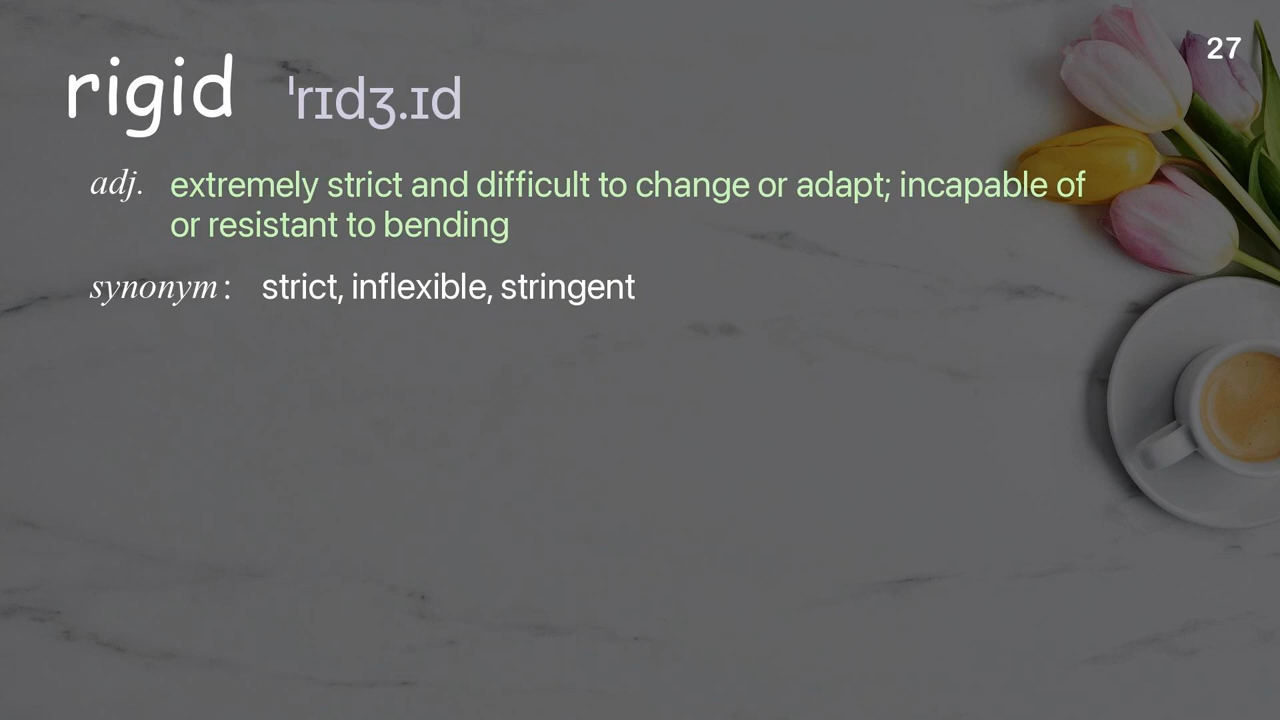 27
rigid ˈrɪdʒ.ɪd
adj. extremely strict and difficult to change or adapt; incapable of
or resistant to bending
synonym: strict, inflexible, stringent